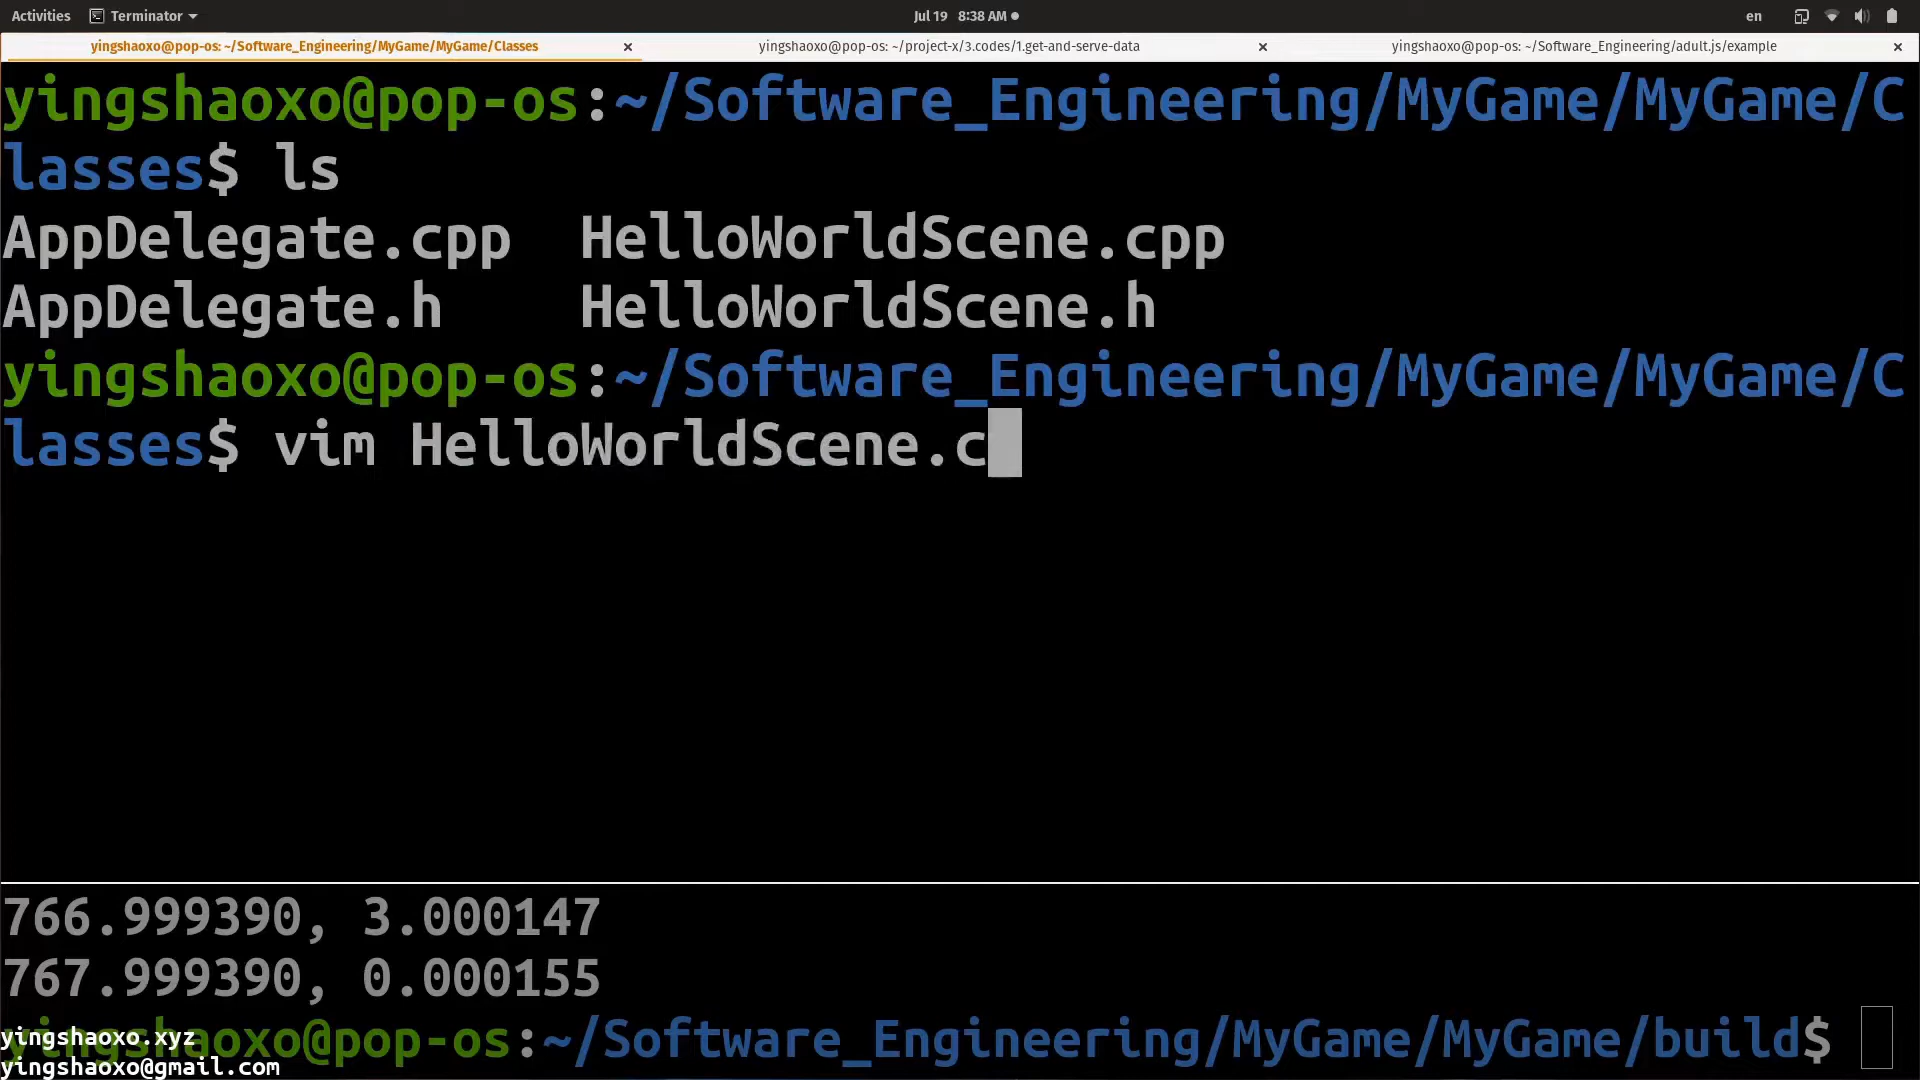 Activities Terminator Jul 19 8:38 AM en
yingshaoxo@pop-os: ~/Software_Engineering/MyGame/MyGame/Classes × yingshaoxo@pop-os: ~/project-x/3.codes/1.get-and-serve-data × yingshaoxo@pop-os: ~/Software_Engineering/adult.js/example ×
yingshaoxo@pop-os:~/Software_Engineering/MyGame/MyGame/C
lasses$ ls
AppDelegate.cpp HelloWorldScene.cpp
AppDelegate.h HelloWorldScene.h
yingshaoxo@pop-os:~/Software_Engineering/MyGame/MyGame/C
lasses$ vim HelloWorldScene.c
766.999390, 3.000147
767.999390, 0.000155
yingshaoxo@pop-os:~/Software_Engineering/MyGame/MyGame/build$
yingshaoxo.xyz
yingshaoxo@gmail.com